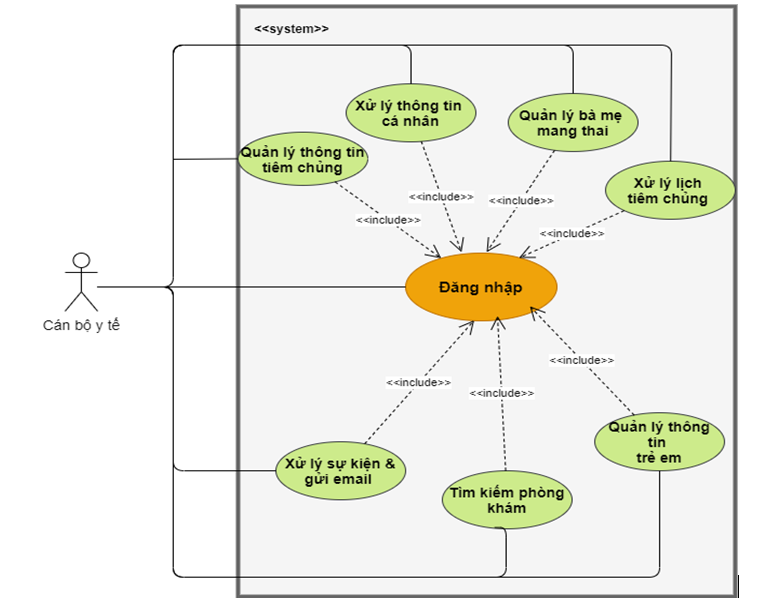 <<system>>
Xử lý thông tin
cá nhân
Quản lý bà mẹ
mang thai
Quản lý thông tin
tiêm chủng
Xử lý lịch
tiêm chủng
<<include>>
<<include>>
<<include>>
<<include>>
Đăng nhập
Cán bộ y tế
<<include>>
<<include>>
<<include>>
Quản lý thông
tin
trẻ em
Xử lý sự kiện &
gửi email
Tìm kiếm phòng
khám